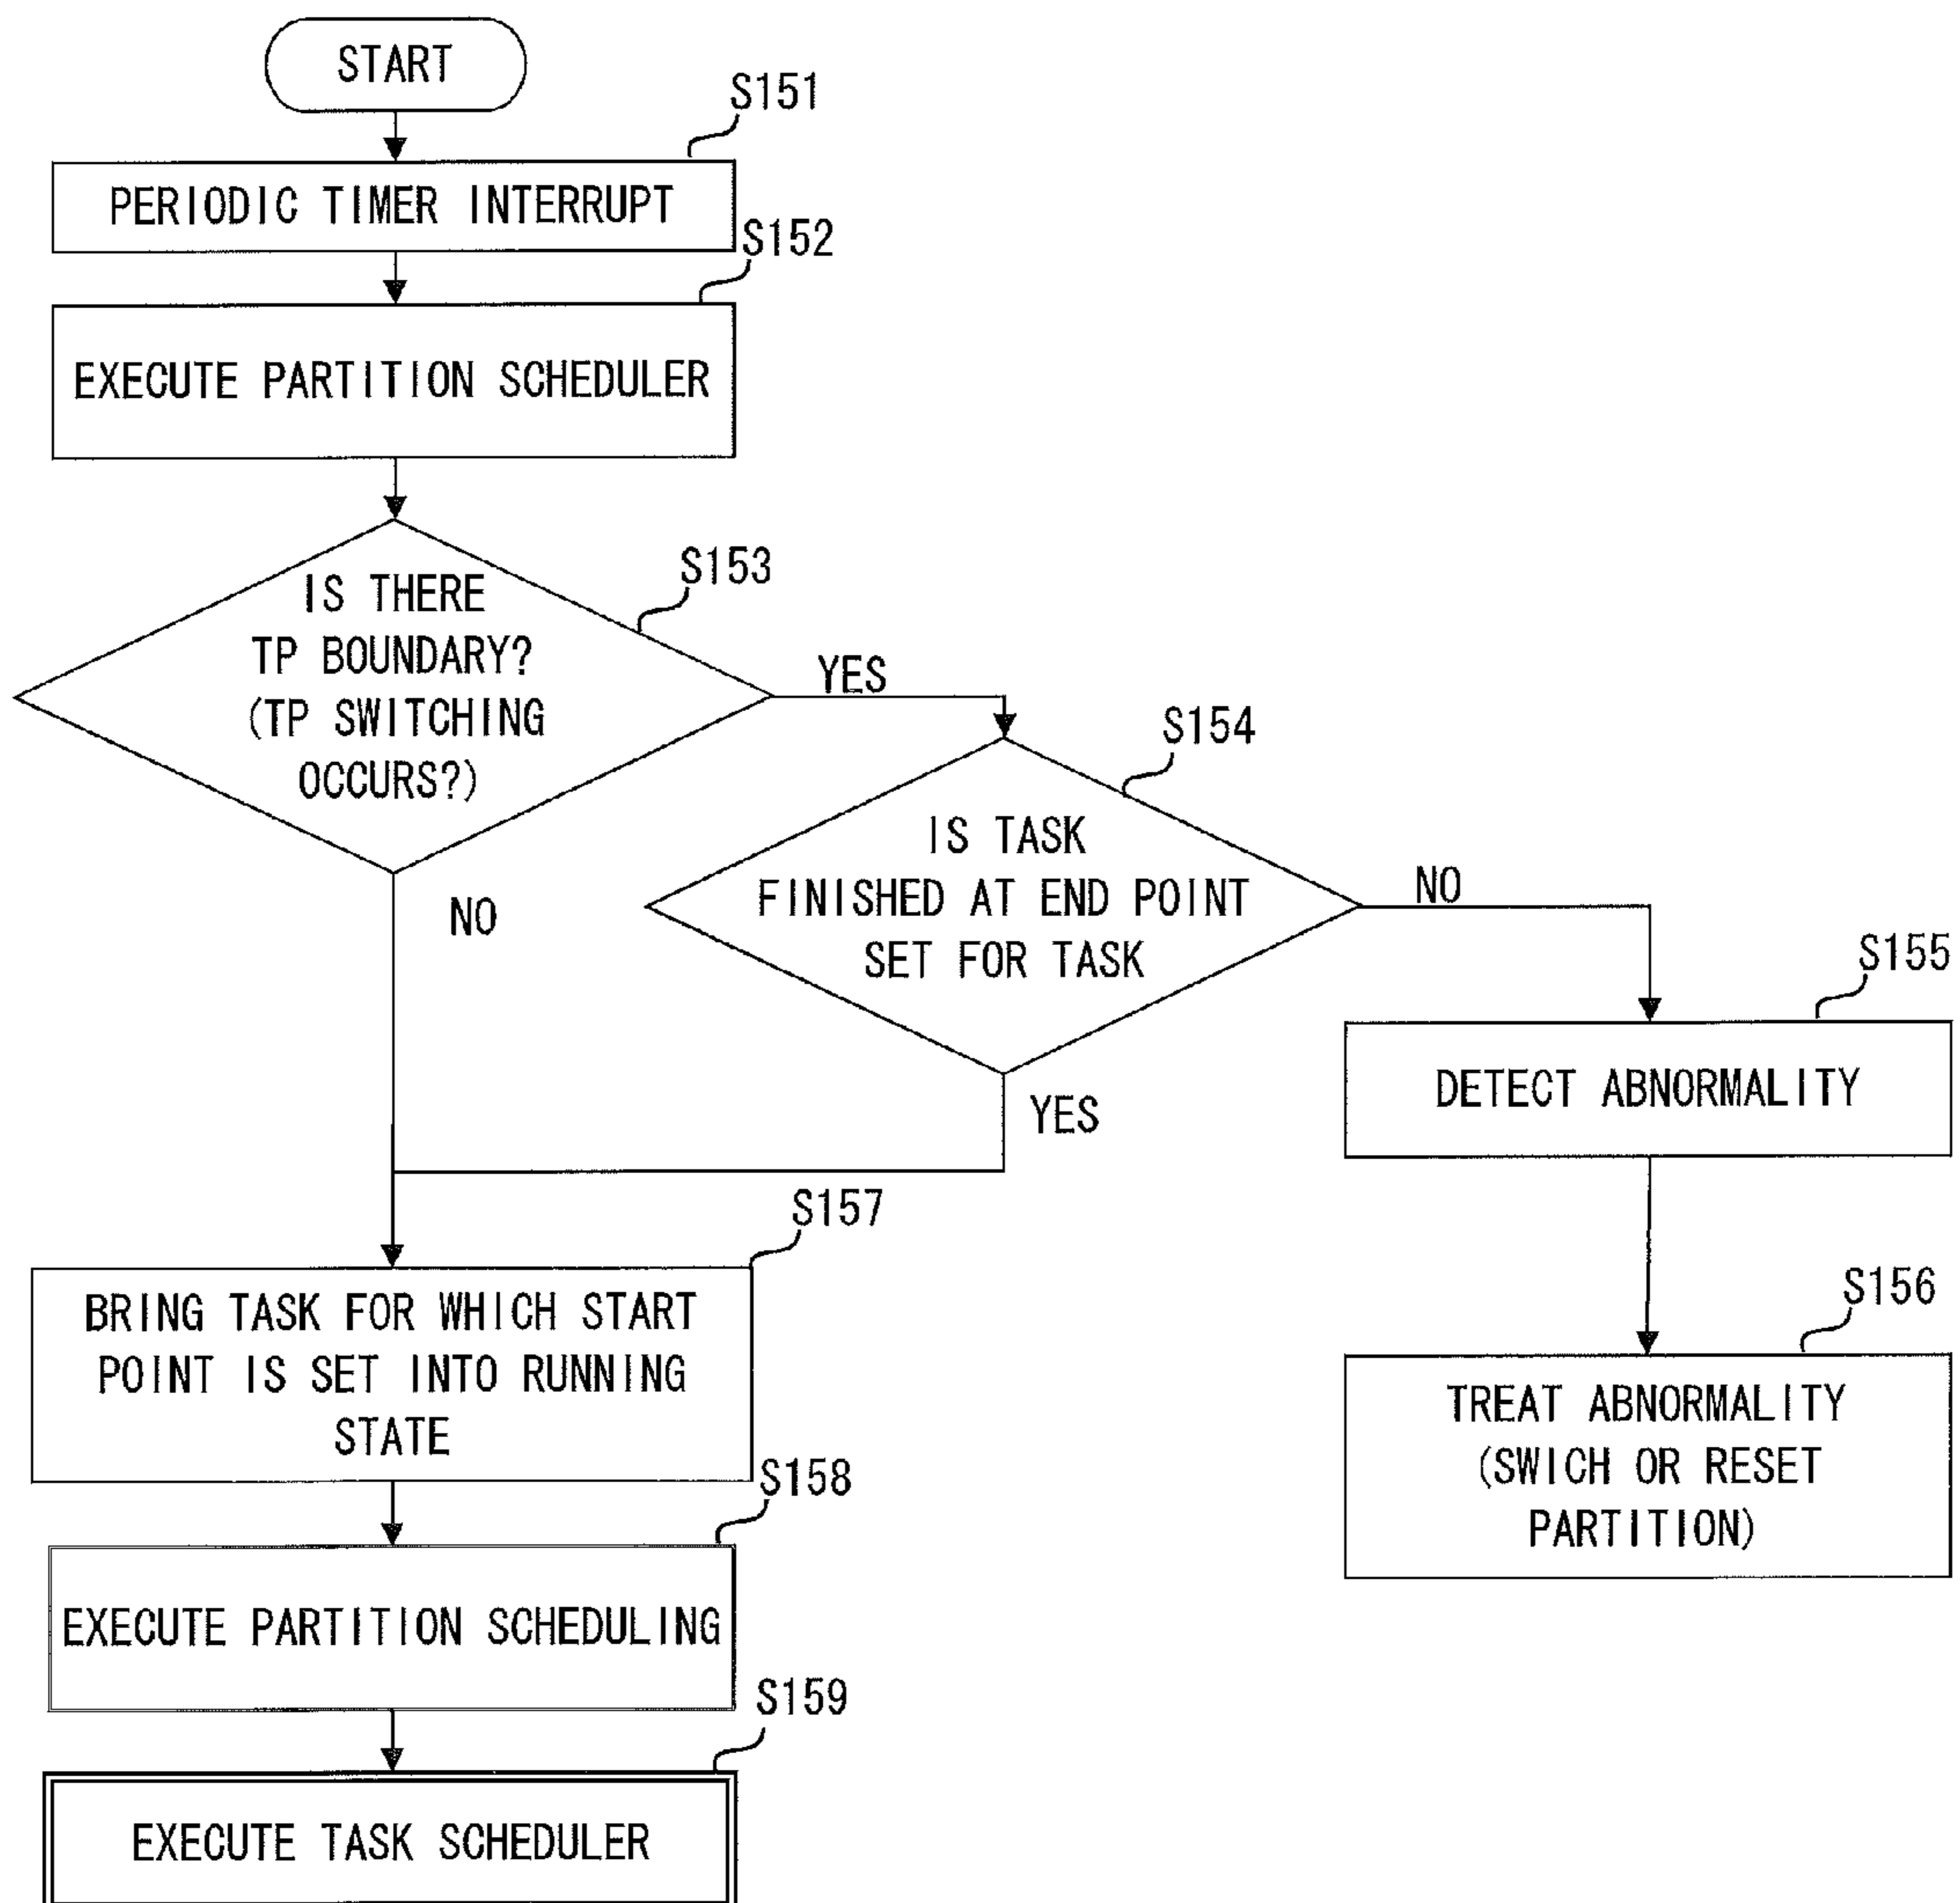 START
S151
PERIODIC TIMER INTERRUPT
S152
EXECUTE PARTITION SCHEDULER
S153
IS THERE
TP BOUNDARY?
(TP SWITCHING
OCCURS?)
YES
NO
S154
IS TASK
FINISHED AT END POINT
SET FOR TASK
NO
YES
S155
DETECT ABNORMALITY
S156
TREAT ABNORMALITY
(SWICH OR RESET
PARTITION)
S157
BRING TASK FOR WHICH START
POINT IS SET INTO RUNNING
STATE
S158
EXECUTE PARTITION SCHEDULING
S159
EXECUTE TASK SCHEDULER